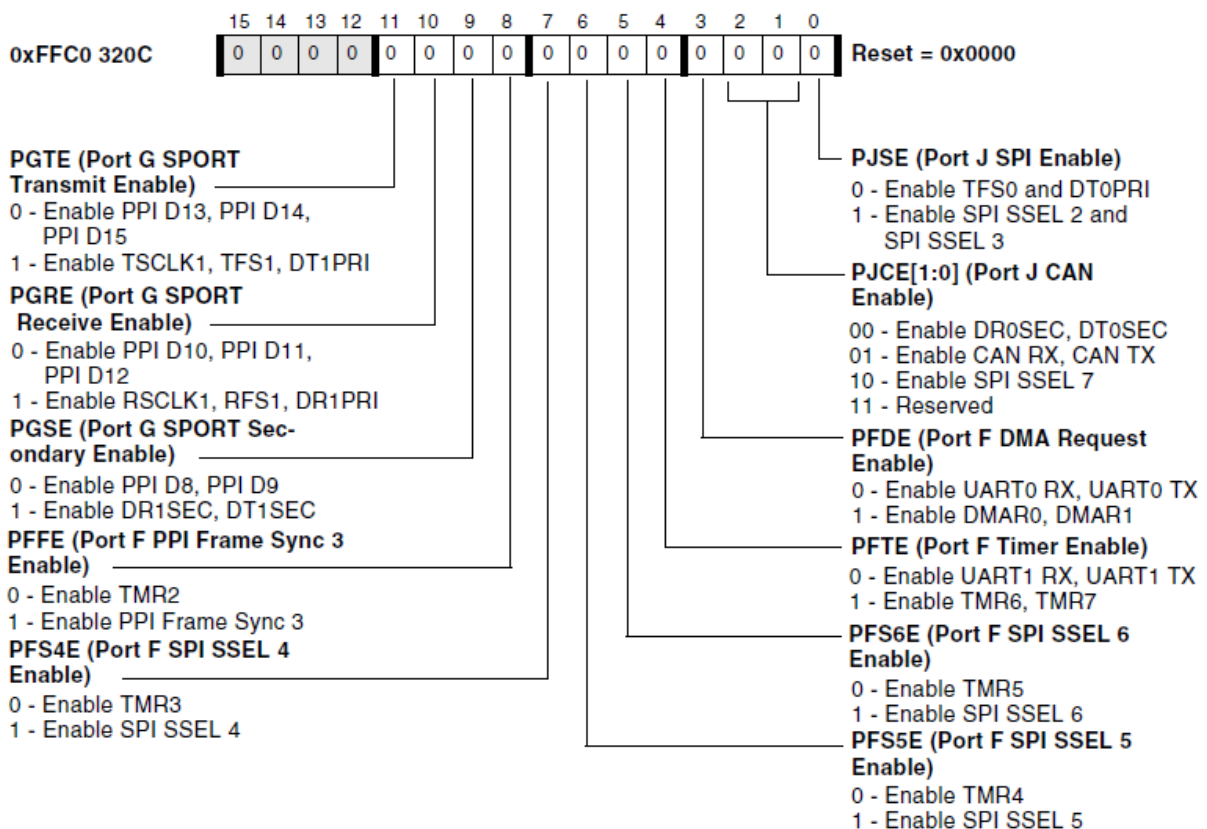 15 14 13 12 11 10 9 8 7 6 5 4 3 2 1 0
0xFFC0 320C 0 0 0 0 0 0 0 0 0 0 0 0 0 0 0 0 Reset = 0x0000
PGTE (Port G SPORT
Transmit Enable)
0 - Enable PPI D13, PPI D14,
PPI D15
1 - Enable TSCLK1, TFS1, DT1PRI
PGRE (Port G SPORT
Receive Enable)
0 - Enable PPI D10, PPI D11,
PPI D12
1 - Enable RSCLK1, RFS1, DR1PRI
PGSE (Port G SPORT Sec-
ondary Enable)
0 - Enable PPI D8, PPI D9
1 - Enable DR1SEC, DT1SEC
PFFE (Port F PPI Frame Sync 3
Enable)
0 - Enable TMR2
1 - Enable PPI Frame Sync 3
PFS4E (Port F SPI SSEL 4
Enable)
0 - Enable TMR3
1 - Enable SPI SSEL 4
PJSE (Port J SPI Enable)
0 - Enable TFS0 and DT0PRI
1 - Enable SPI SSEL 2 and
SPI SSEL 3
PJCE[1:0] (Port J CAN
Enable)
00 - Enable DR0SEC, DT0SEC
01 - Enable CAN RX, CAN TX
10 - Enable SPI SSEL 7
11 - Reserved
PFDE (Port F DMA Request
Enable)
0 - Enable UART0 RX, UART0 TX
1 - Enable DMAR0, DMAR1
PFTE (Port F Timer Enable)
0 - Enable UART1 RX, UART1 TX
1 - Enable TMR6, TMR7
PFS6E (Port F SPI SSEL 6
Enable)
0 - Enable TMR5
1 - Enable SPI SSEL 6
PFS5E (Port F SPI SSEL 5
Enable)
0 - Enable TMR4
1 - Enable SPI SSEL 5